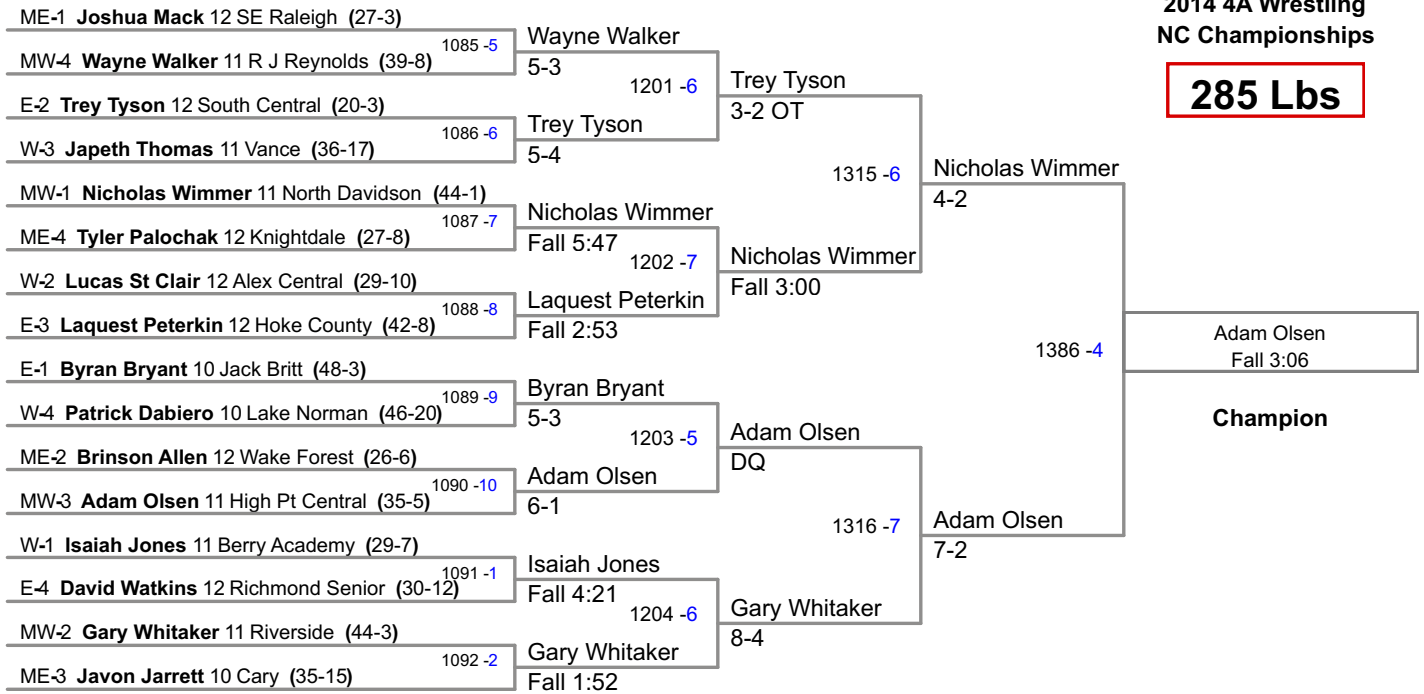 2014 4A Wrestling
NC Championships
285 Lbs
ME-1 Joshua Mack 12 SE Raleigh (27-3)
1085 -5
MW-4 Wayne Walker 11 R J Reynolds (39-8)
E-2 Trey Tyson 12 South Central (20-3)
1086 -6
W-3 Japeth Thomas 11 Vance (36-17)
MW-1 Nicholas Wimmer 11 North Davidson (44-1)
1087 -7
ME-4 Tyler Palochak 12 Knightdale (27-8)
W-2 Lucas St Clair 12 Alex Central (29-10)
1088 -8
E-3 Laquest Peterkin 12 Hoke County (42-8)
E-1 Byran Bryant 10 Jack Britt (48-3)
1089 -9
W-4 Patrick Dabiero 10 Lake Norman (46-20)
ME-2 Brinson Allen 12 Wake Forest (26-6)
1090 -10
MW-3 Adam Olsen 11 High Pt Central (35-5)
W-1 Isaiah Jones 11 Berry Academy (29-7)
1091 -1
E-4 David Watkins 12 Richmond Senior (30-12)
MW-2 Gary Whitaker 11 Riverside (44-3)
1092 -2
ME-3 Javon Jarrett 10 Cary (35-15)
Wayne Walker
5-3
1201 -6
Trey Tyson
5-4
Nicholas Wimmer
Fall 5:47
1202 -7
Laquest Peterkin
Fall 2:53
Byran Bryant
5-3
1203 -5
Adam Olsen
6-1
Isaiah Jones
Fall 4:21
1204 -6
Gary Whitaker
Fall 1:52
Trey Tyson
3-2 OT
1315 -6
Nicholas Wimmer
Fall 3:00
Adam Olsen
DQ
1316 -7
Gary Whitaker
8-4
Nicholas Wimmer
4-2
1386 -4
Adam Olsen
7-2
Adam Olsen
Fall 3:06
Champion